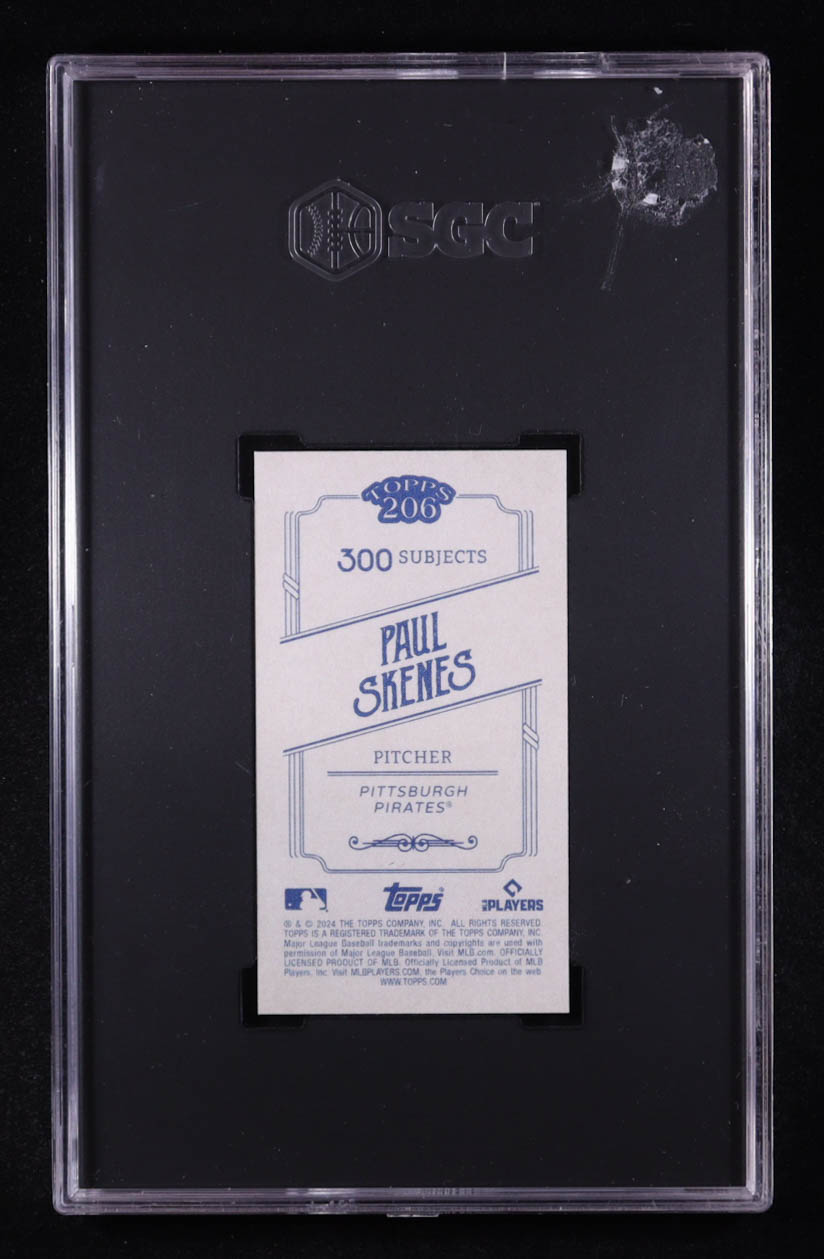 SGC
TOPPS
206
300 SUBJECTS
PAUL
SKENES
PITCHER
PITTSBURGH
PIRATES®
topps®
MLB PLAYERS
® & © 2024 THE TOPPS COMPANY, INC. ALL RIGHTS RESERVED.
TOPPS IS A REGISTERED TRADEMARK OF THE TOPPS COMPANY, INC.
Major League Baseball trademarks and copyrights are used with
permission of Major League Baseball. Visit MLB.com. OFFICIALLY
LICENSED PRODUCT OF MLB. Officially Licensed Product of MLB
Players, Inc. Visit MLBPLAYERS.COM, the Players Choice on the web.
WWW.TOPPS.COM